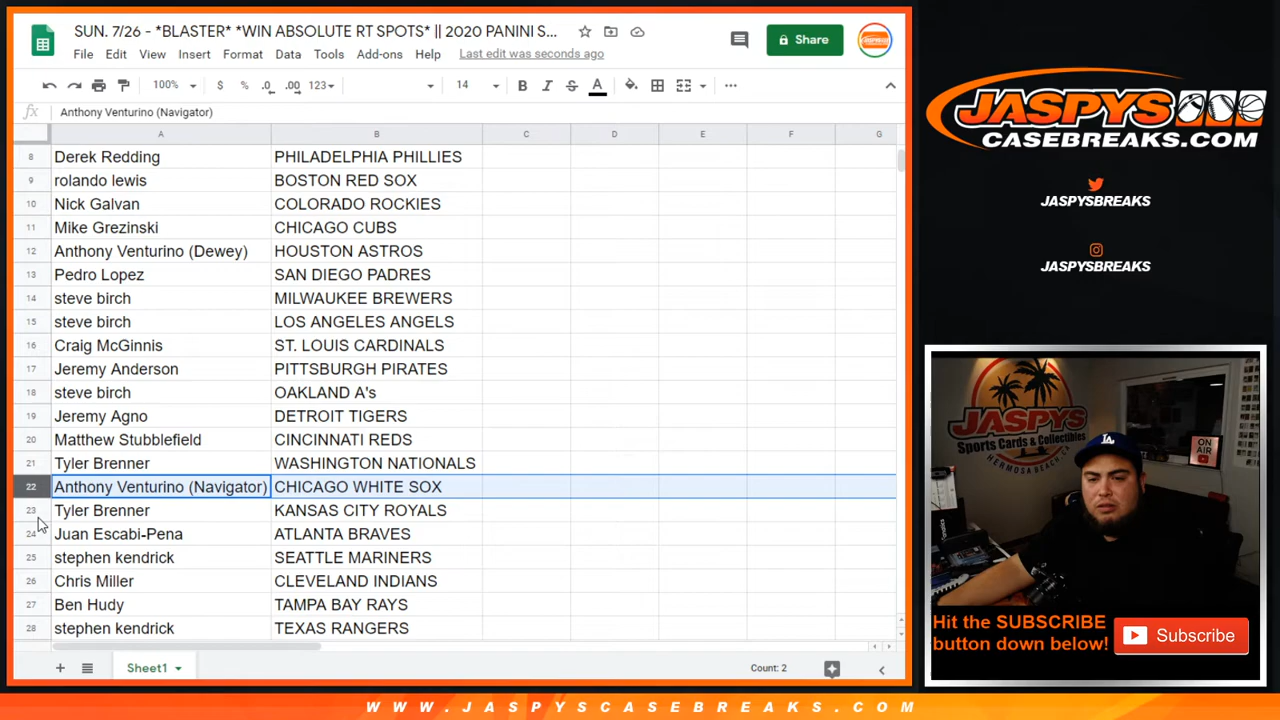 SUN. 7/26 - *BLASTER* *WIN ABSOLUTE RT SPOTS* || 2020 PANINI S...
File Edit View Insert Format Data Tools Add-ons Help Last edit was seconds ago
Share
100% $ % .0 .00 123 14 B I S A
fx Anthony Venturino (Navigator)
A B C D E F G
8 Derek Redding PHILADELPHIA PHILLIES
9 rolando lewis BOSTON RED SOX
10 Nick Galvan COLORADO ROCKIES
11 Mike Grezinski CHICAGO CUBS
12 Anthony Venturino (Dewey) HOUSTON ASTROS
13 Pedro Lopez SAN DIEGO PADRES
14 steve birch MILWAUKEE BREWERS
15 steve birch LOS ANGELES ANGELS
16 Craig McGinnis ST. LOUIS CARDINALS
17 Jeremy Anderson PITTSBURGH PIRATES
18 steve birch OAKLAND A's
19 Jeremy Agno DETROIT TIGERS
20 Matthew Stubblefield CINCINNATI REDS
21 Tyler Brenner WASHINGTON NATIONALS
22 Anthony Venturino (Navigator) CHICAGO WHITE SOX
23 Tyler Brenner KANSAS CITY ROYALS
24 Juan Escabi-Pena ATLANTA BRAVES
25 stephen kendrick SEATTLE MARINERS
26 Chris Miller CLEVELAND INDIANS
27 Ben Hudy TAMPA BAY RAYS
28 stephen kendrick TEXAS RANGERS
Sheet1 Count: 2
JASPYS
CASEBREAKS.COM
JASPYSBREAKS
JASPYSBREAKS
JASPYS
Sports Cards & Collectibles
HERMOSA BEACH, CA
ON AIR
LA
Hit the SUBSCRIBE
button down below!
Subscribe
WWW.JASPYSCASEBREAKS.COM